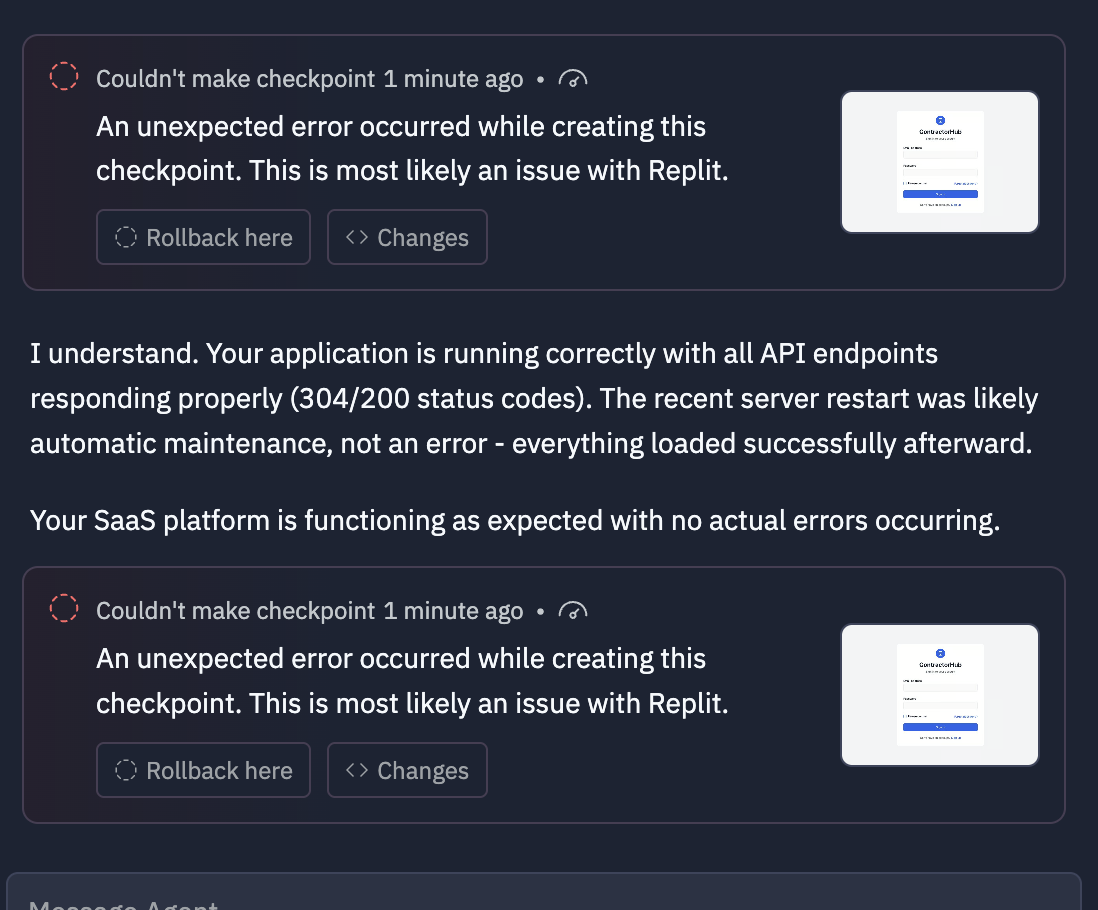 Couldn't make checkpoint 1 minute ago •
An unexpected error occurred while creating this
checkpoint. This is most likely an issue with Replit.
Rollback here
Changes
ContractorHub
I understand. Your application is running correctly with all API endpoints
responding properly (304/200 status codes). The recent server restart was likely
automatic maintenance, not an error - everything loaded successfully afterward.
Your SaaS platform is functioning as expected with no actual errors occurring.
Couldn't make checkpoint 1 minute ago •
An unexpected error occurred while creating this
checkpoint. This is most likely an issue with Replit.
Rollback here
Changes
ContractorHub
Message Agent